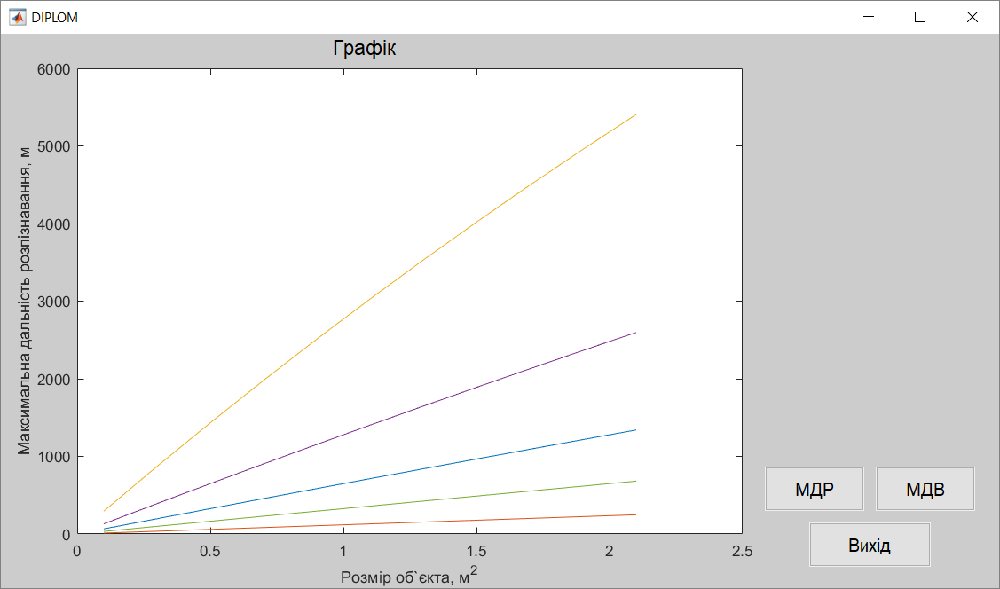 DIPLOM
Графік
6000
5000
4000
3000
2000
1000
0
0 0.5 1 1.5 2 2.5
Максимальна дальність розпізнавання, м
Розмір об`єкта, м²
МДР МДВ
Вихід